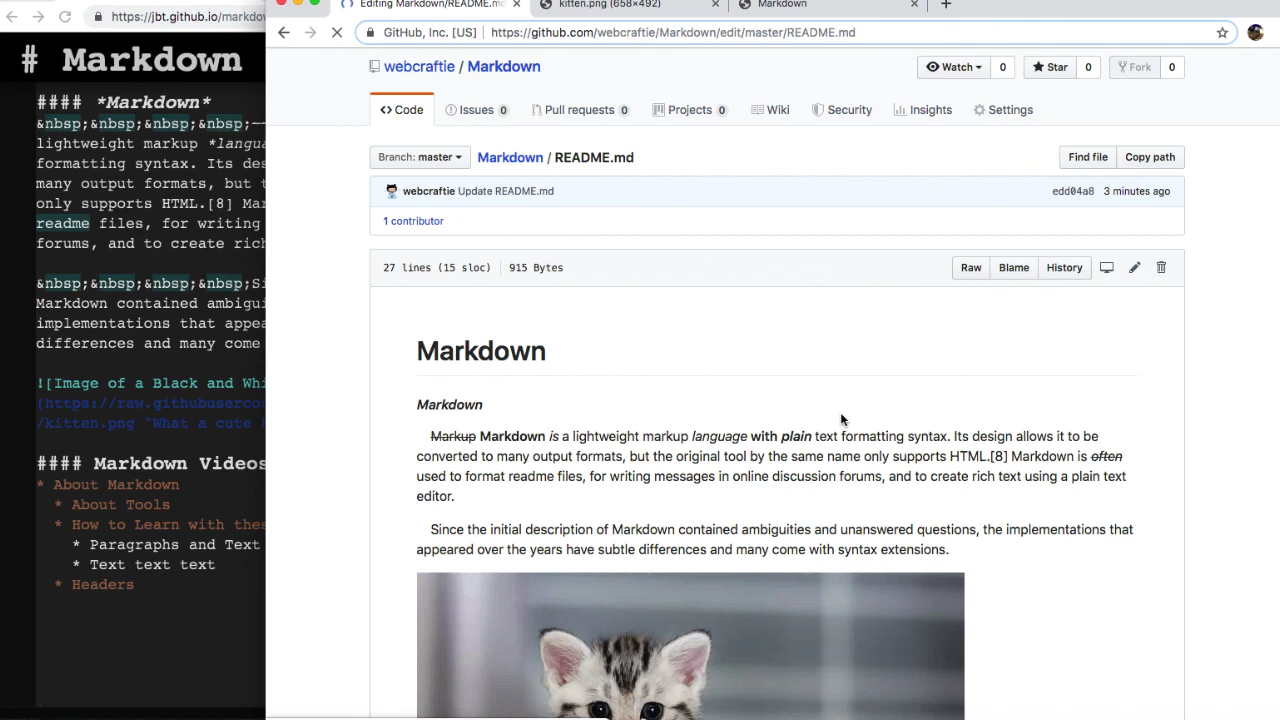 https://jbt.github.io/markdow
# Markdown
#### *Markdown*
&nbsp;&nbsp;&nbsp;&nbsp;~~
lightweight markup *langua
formatting syntax. Its des
many output formats, but t
only supports HTML.[8] Mar
readme files, for writing
forums, and to create rich
&nbsp;&nbsp;&nbsp;&nbsp;Si
Markdown contained ambigui
implementations that appea
differences and many come
![Image of a Black and Whi
(https://raw.githubusercon
/kitten.png "What a cute k
#### Markdown Videos
* About Markdown
* About Tools
* How to Learn with thes
* Paragraphs and Text
* Text text text
* Headers
Editing Markdown/README.md
kitten.png (658×492)
Markdown
GitHub, Inc. [US] https://github.com/webcraftie/Markdown/edit/master/README.md
webcraftie / Markdown
Watch 0 Star 0 Fork 0
Code Issues 0 Pull requests 0 Projects 0 Wiki Security Insights Settings
Branch: master Markdown / README.md Find file Copy path
webcraftie Update README.md edd04a8 3 minutes ago
1 contributor
27 lines (15 sloc) 915 Bytes Raw Blame History
Markdown
Markdown
Markup Markdown is a lightweight markup language with plain text formatting syntax. Its design allows it to be
converted to many output formats, but the original tool by the same name only supports HTML.[8] Markdown is often
used to format readme files, for writing messages in online discussion forums, and to create rich text using a plain text
editor.
Since the initial description of Markdown contained ambiguities and unanswered questions, the implementations that
appeared over the years have subtle differences and many come with syntax extensions.